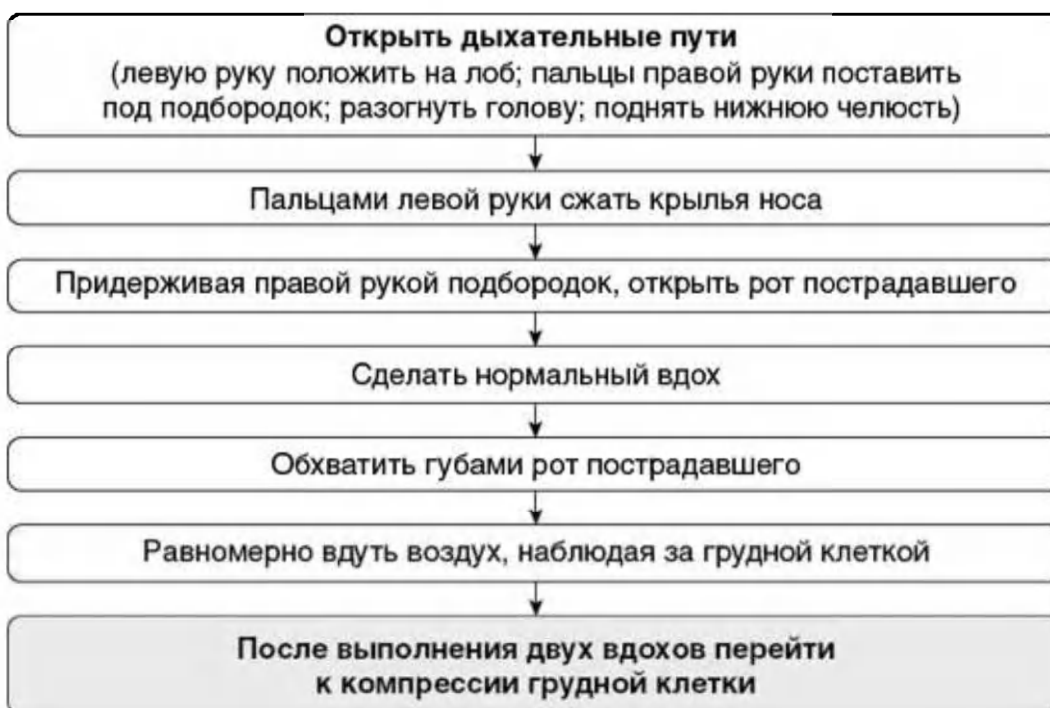 Открыть дыхательные пути
(левую руку положить на лоб; пальцы правой руки поставить
под подбородок; разогнуть голову; поднять нижнюю челюсть)
Пальцами левой руки сжать крылья носа
Придерживая правой рукой подбородок, открыть рот пострадавшего
Сделать нормальный вдох
Обхватить губами рот пострадавшего
Равномерно вдуть воздух, наблюдая за грудной клеткой
После выполнения двух вдохов перейти
к компрессии грудной клетки